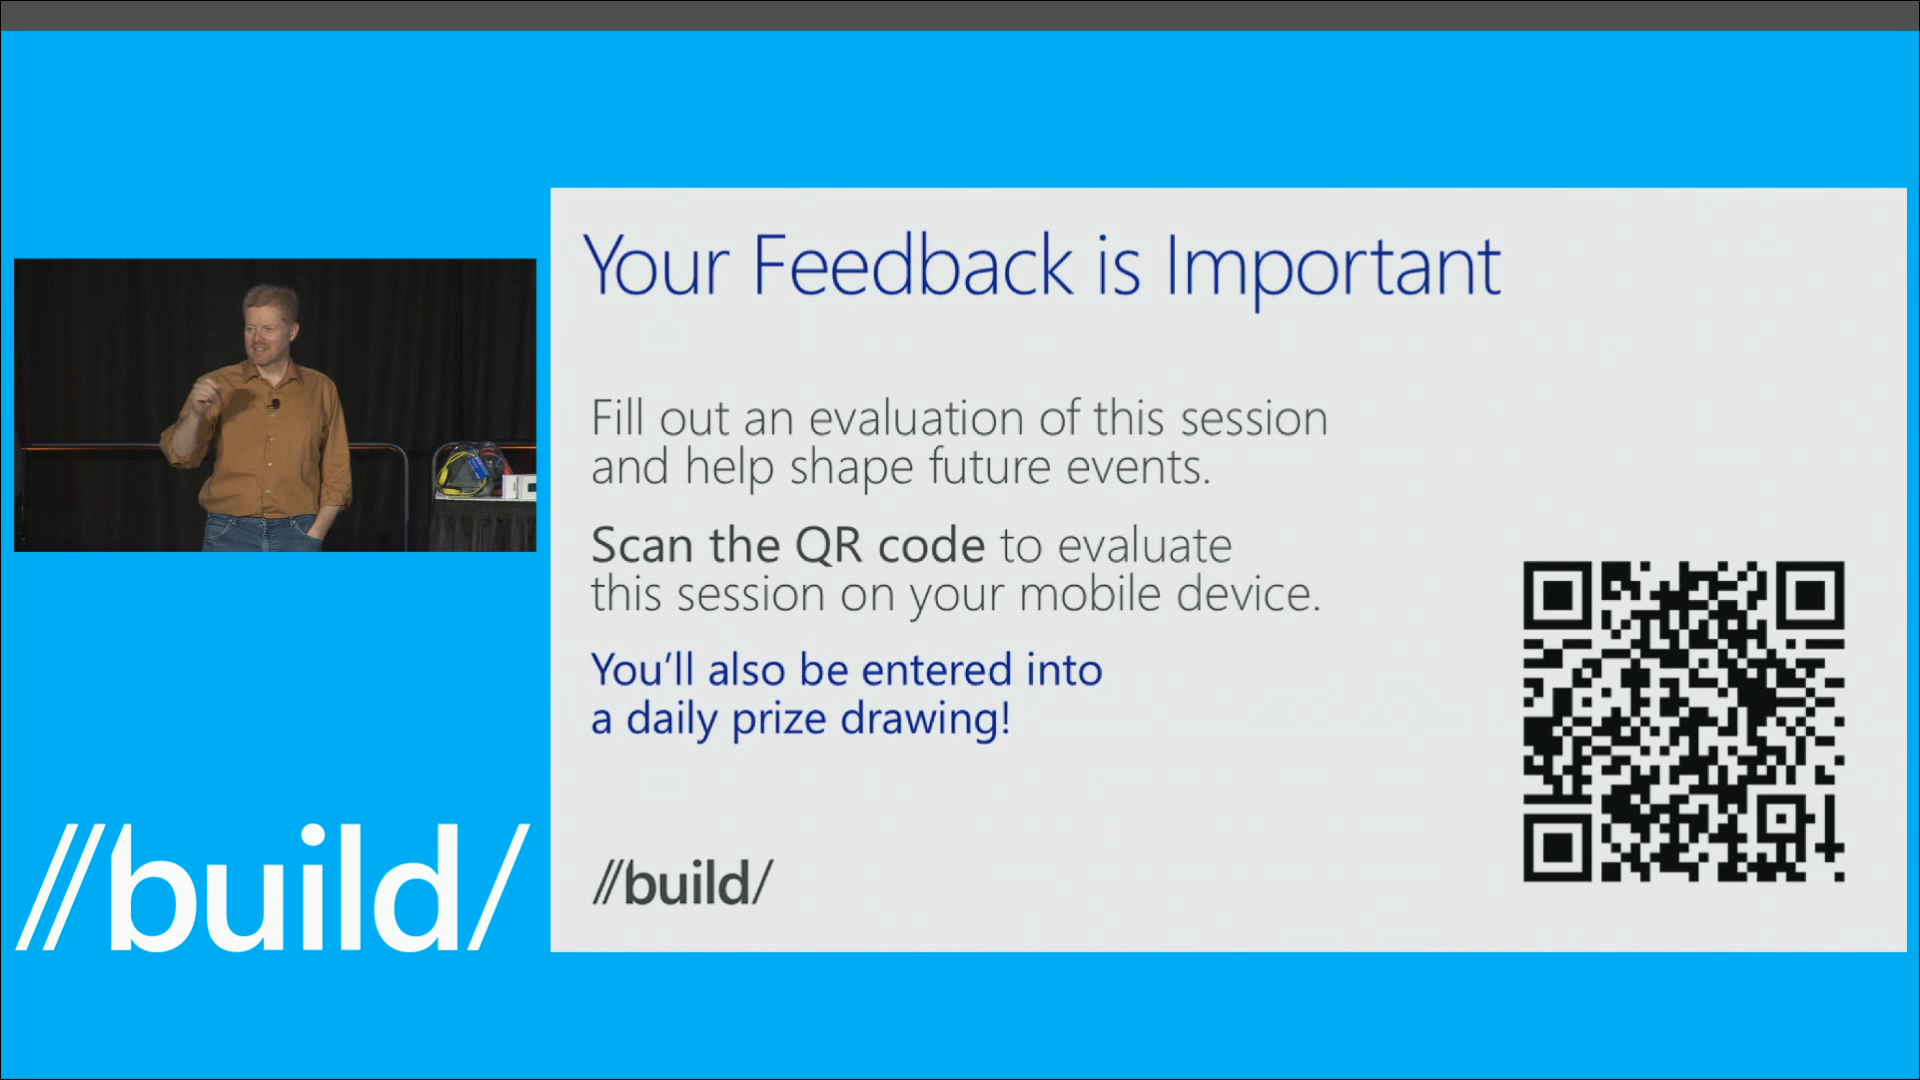 Your Feedback is Important
Fill out an evaluation of this session
and help shape future events.
Scan the QR code to evaluate
this session on your mobile device.
You'll also be entered into
a daily prize drawing!
//build/
//build/